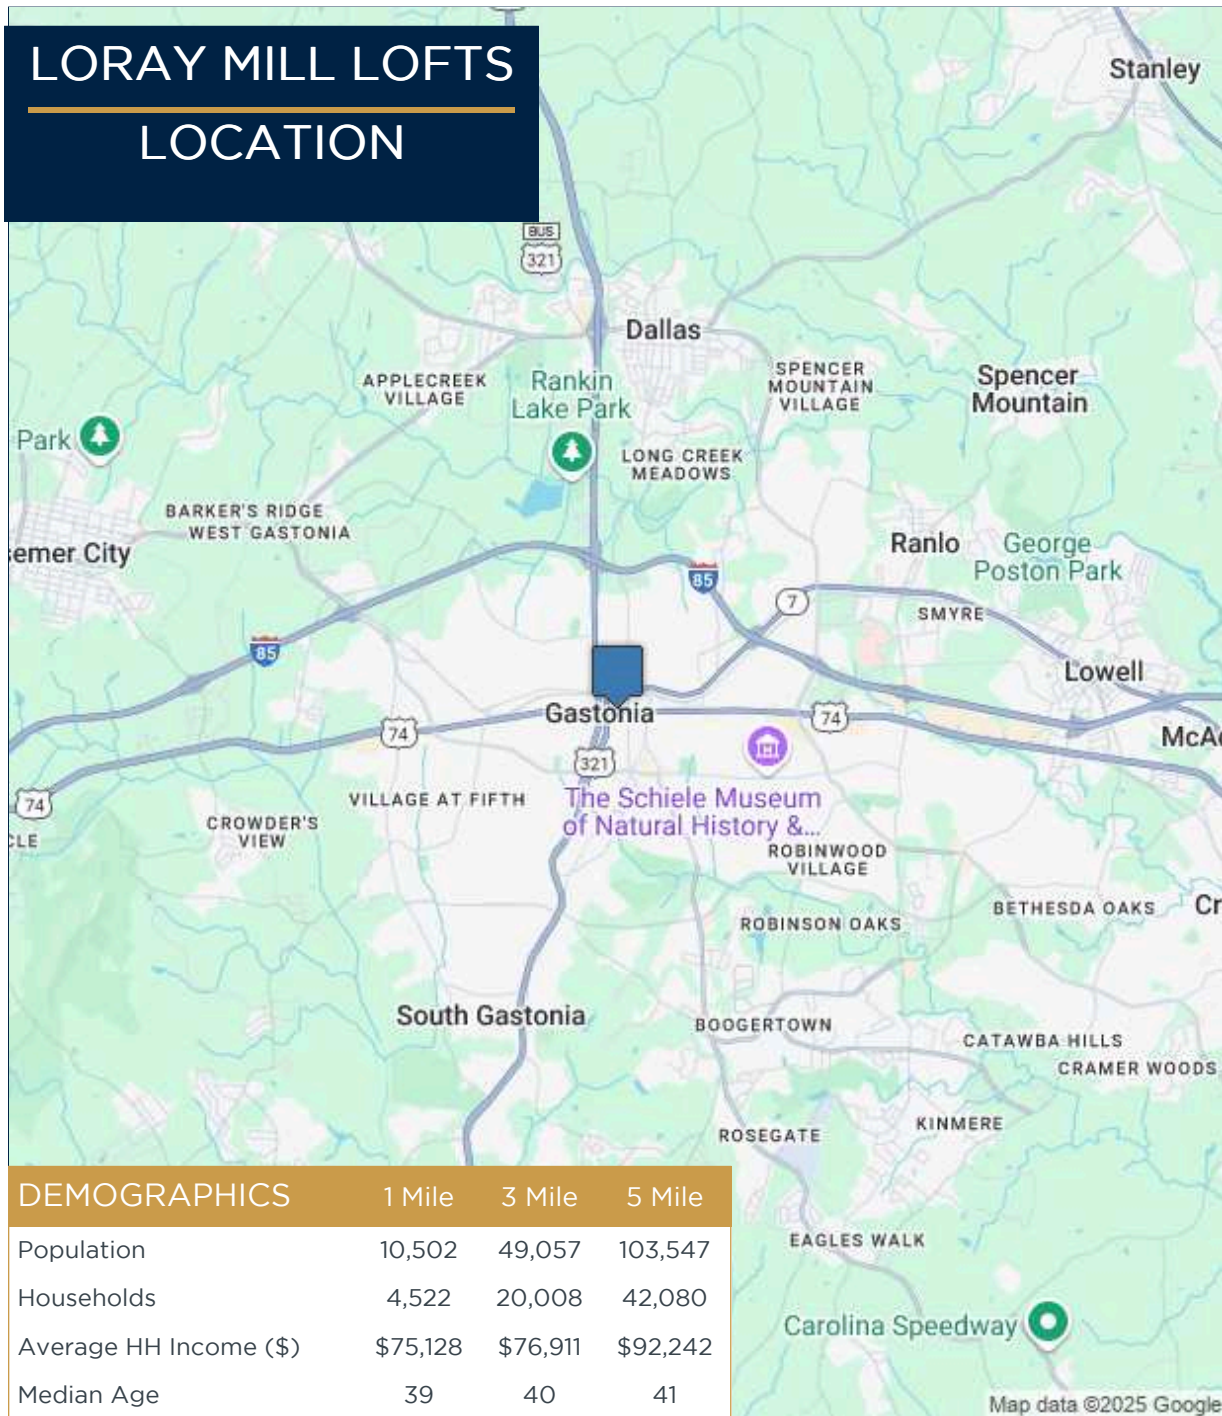 LORAY MILL LOFTS
LOCATION
Stanley
BUS
321
Dallas
APPLECREEK
VILLAGE
Rankin
Lake Park
SPENCER
MOUNTAIN
VILLAGE
Spencer
Mountain
Park
LONG CREEK
MEADOWS
BARKER'S RIDGE
WEST GASTONIA
semer City
Ranlo
George
Poston Park
85
7
SMYRE
85
Lowell
Gastonia
74
74
McA
321
74
VILLAGE AT FIFTH
The Schiele Museum
of Natural History &...
CROWDER'S
VIEW
CLE
ROBINWOOD
VILLAGE
BETHESDA OAKS
Cr
ROBINSON OAKS
South Gastonia
BOOGERTOWN
CATAWBA HILLS
CRAMER WOODS
KINMERE
ROSEGATE
EAGLES WALK
Carolina Speedway
DEMOGRAPHICS 1 Mile 3 Mile 5 Mile
Population 10,502 49,057 103,547
Households 4,522 20,008 42,080
Average HH Income ($) $75,128 $76,911 $92,242
Median Age 39 40 41
Map data ©2025 Google